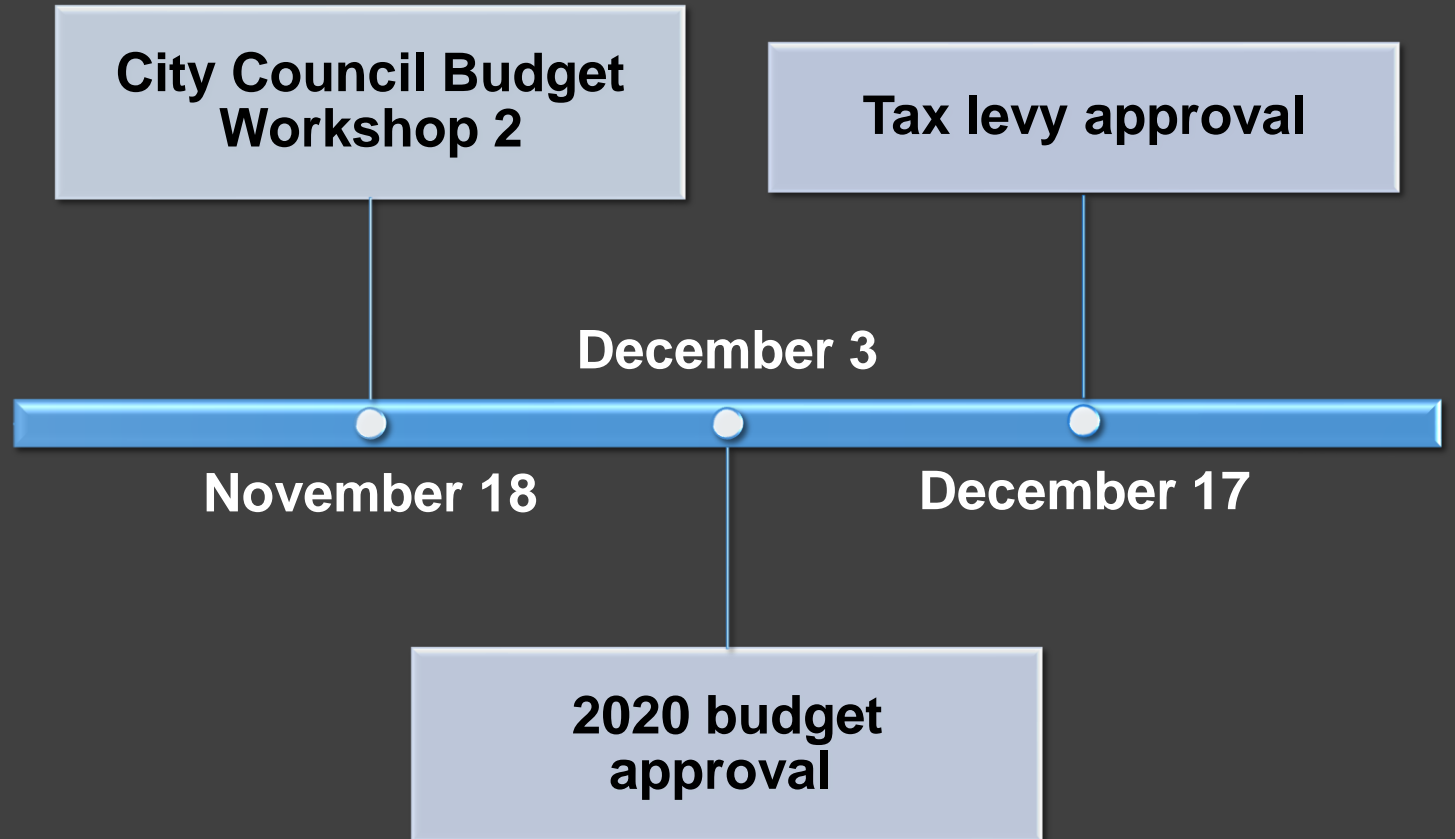 City Council Budget
Workshop 2
Tax levy approval
December 3
November 18
December 17
2020 budget
approval